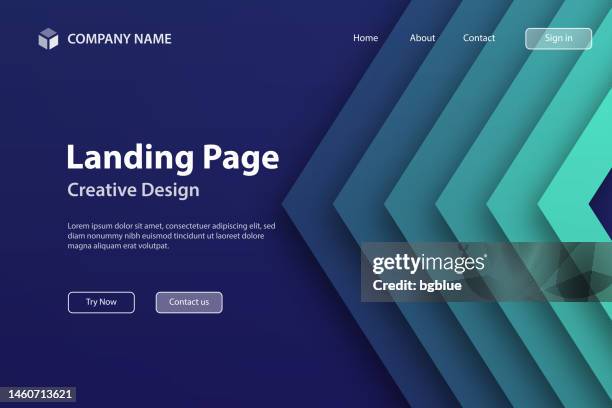 COMPANY NAME
Home
About
Contact
Sign in
Landing Page
Creative Design
Lorem ipsum dolor sit amet, consectetuer adipiscing elit, sed
diam nonummy nibh euismod tincidunt ut laoreet dolore
magna aliquam erat volutpat.
Try Now
Contact us
gettyimages®
Credit: bgblue
1460713621